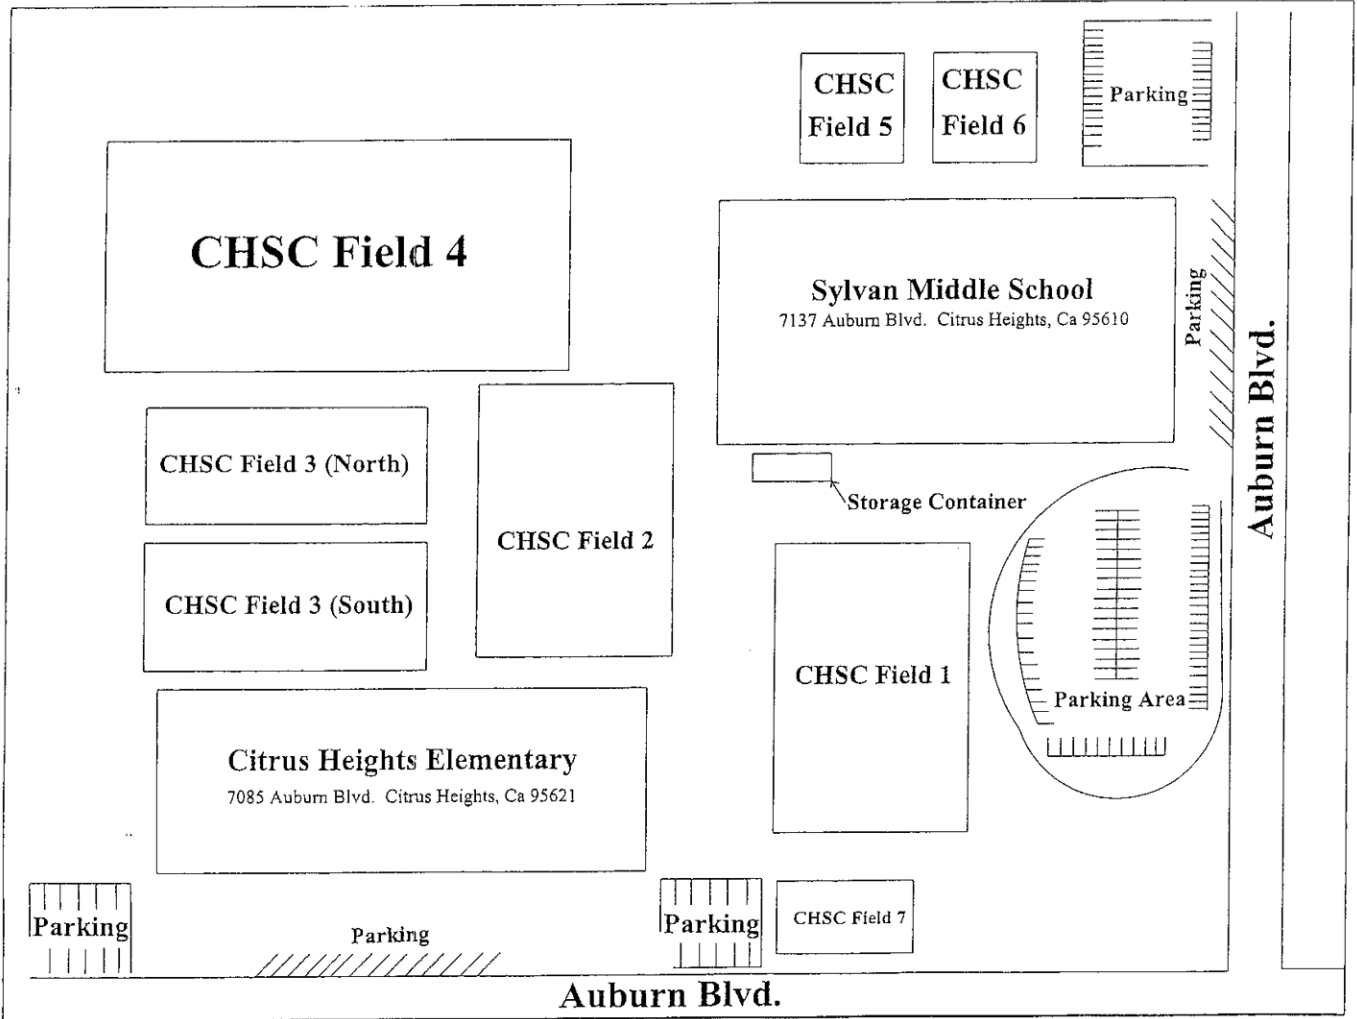 CHSC
Field 5
CHSC
Field 6
Parking
CHSC Field 4
Sylvan Middle School
7137 Auburn Blvd.  Citrus Heights, Ca 95610
Parking
Auburn Blvd.
CHSC Field 3 (North)
Storage Container
CHSC Field 2
CHSC Field 3 (South)
CHSC Field 1
Parking Area
Citrus Heights Elementary
7085 Auburn Blvd.  Citrus Heights, Ca 95621
Parking
Parking
Parking
CHSC Field 7
Auburn Blvd.